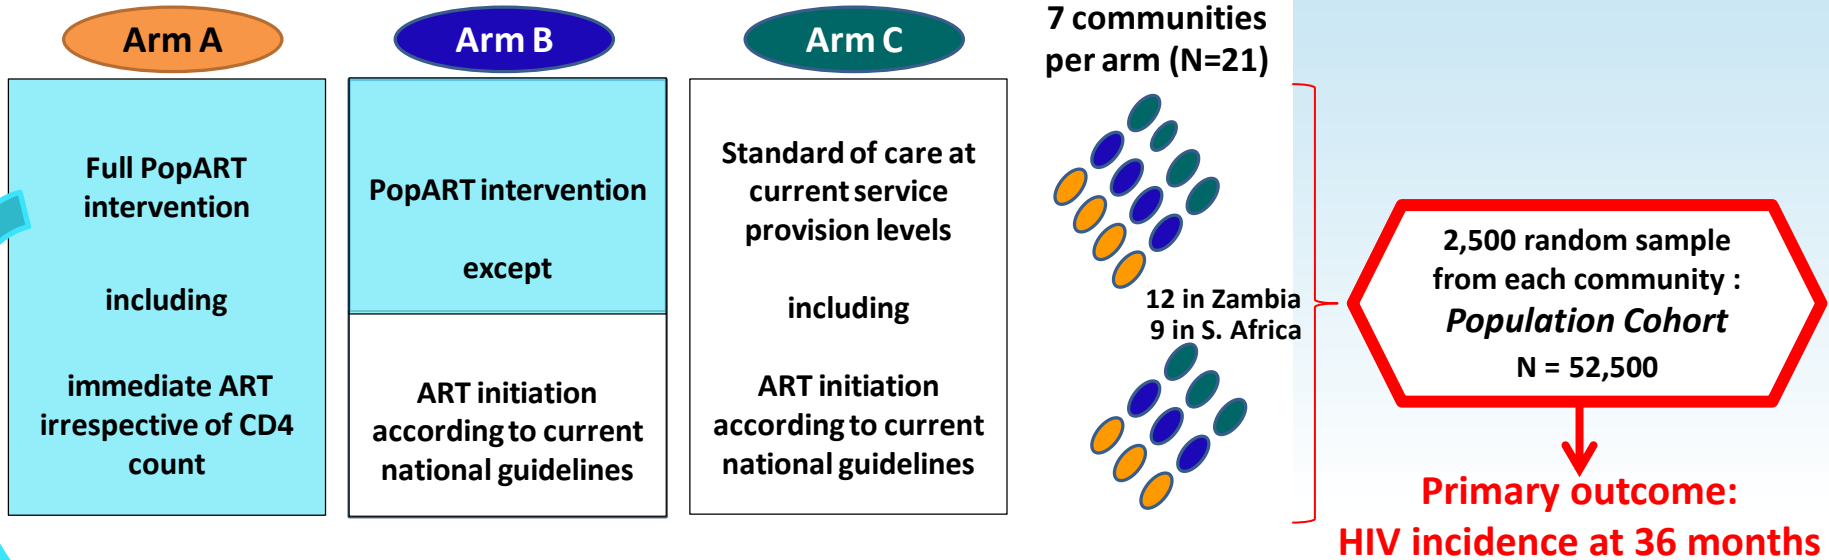 Arm A
Full PopART
intervention
including
immediate ART
irrespective of CD4
count
Arm B
PopART intervention
except
ART initiation
according to current
national guidelines
Arm C
Standard of care at
current service
provision levels
including
ART initiation
according to current
national guidelines
7 communities
per arm (N=21)
12 in Zambia
9 in S. Africa
2,500 random sample
from each community :
Population Cohort
N = 52,500
Primary outcome:
HIV incidence at 36 months